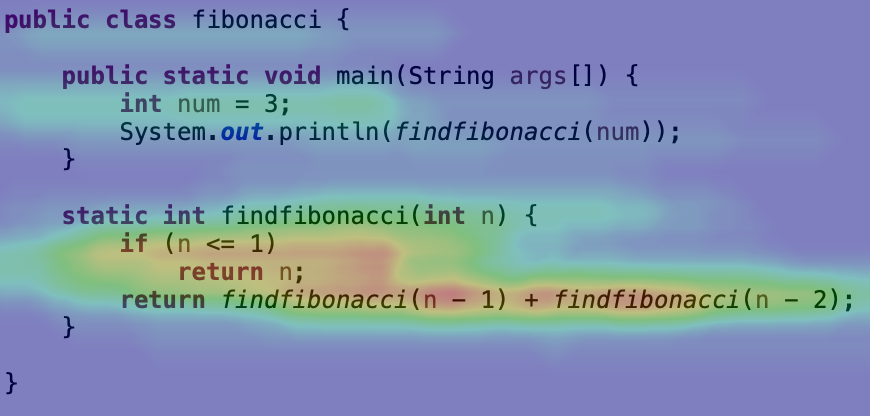 public class fibonacci {
public static void main(String args[]) {
int num = 3;
System.out.println(findfibonacci(num));
}
static int findfibonacci(int n) {
if (n <= 1)
return n;
return findfibonacci(n - 1) + findfibonacci(n - 2);
}
}